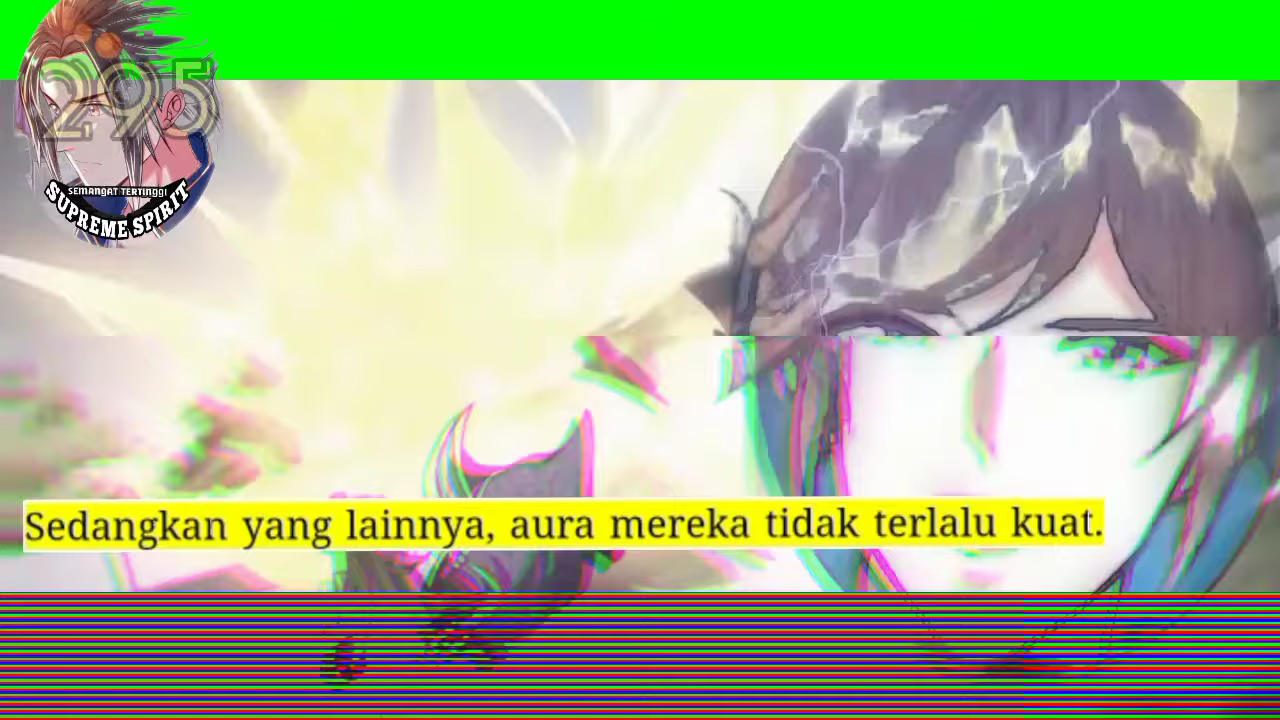 295
SEMANGAT TERTINGGI
SUPREME SPIRIT
Sedangkan yang lainnya, aura mereka tidak terlalu kuat.